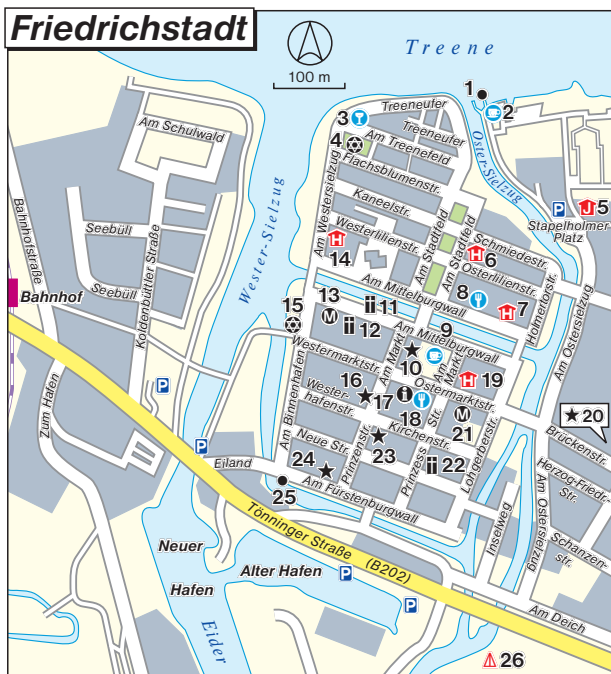 Friedrichstadt
100 m
Treene
1
2
3
Treeneufer
Treeneufer
4
Am Treenefeld
Flachsblumenstr.
Oster-Sielzug
P
J
5
Stapelholmer
Platz
Am Schulwald
Kaneelstr.
Am Westersielzug
Westerlilienstr.
Am Stadtfeld
Am Stadtfeld
Schmiedestr.
H
6
Osterlilienstr.
H
14
Bahnhofstraße
Seebüll
Seebüll
Koldenbüttler Straße
Wester-Sielzug
Am Mittelburgwall
8
H
7
Holmertorstr.
Am Ostersielzug
Bahnhof
13
M
11
12
15
Am Mittelburgwall
9
10
Am Markt
Am Markt
Westermarktstr.
Ostermarktstr.
H
19
20
Zum Hafen
P
Am Binnenhafen
16
Wester-
hafenstr.
17
18
M
21
Brückenstr.
Neue Str.
Prinzenstr.
23
Kirchenstr.
Prinzess Str.
22
Lohgerberstr.
P
Eiland
24
25
Am Fürstenburgwall
Herzog-Friedr.-
Str.
Am Ostersielzug
Inselweg
Schanzen-
str.
Tönninger Straße (B202)
Neuer
Hafen
Alter Hafen
P
P
Am Deich
Eider
26